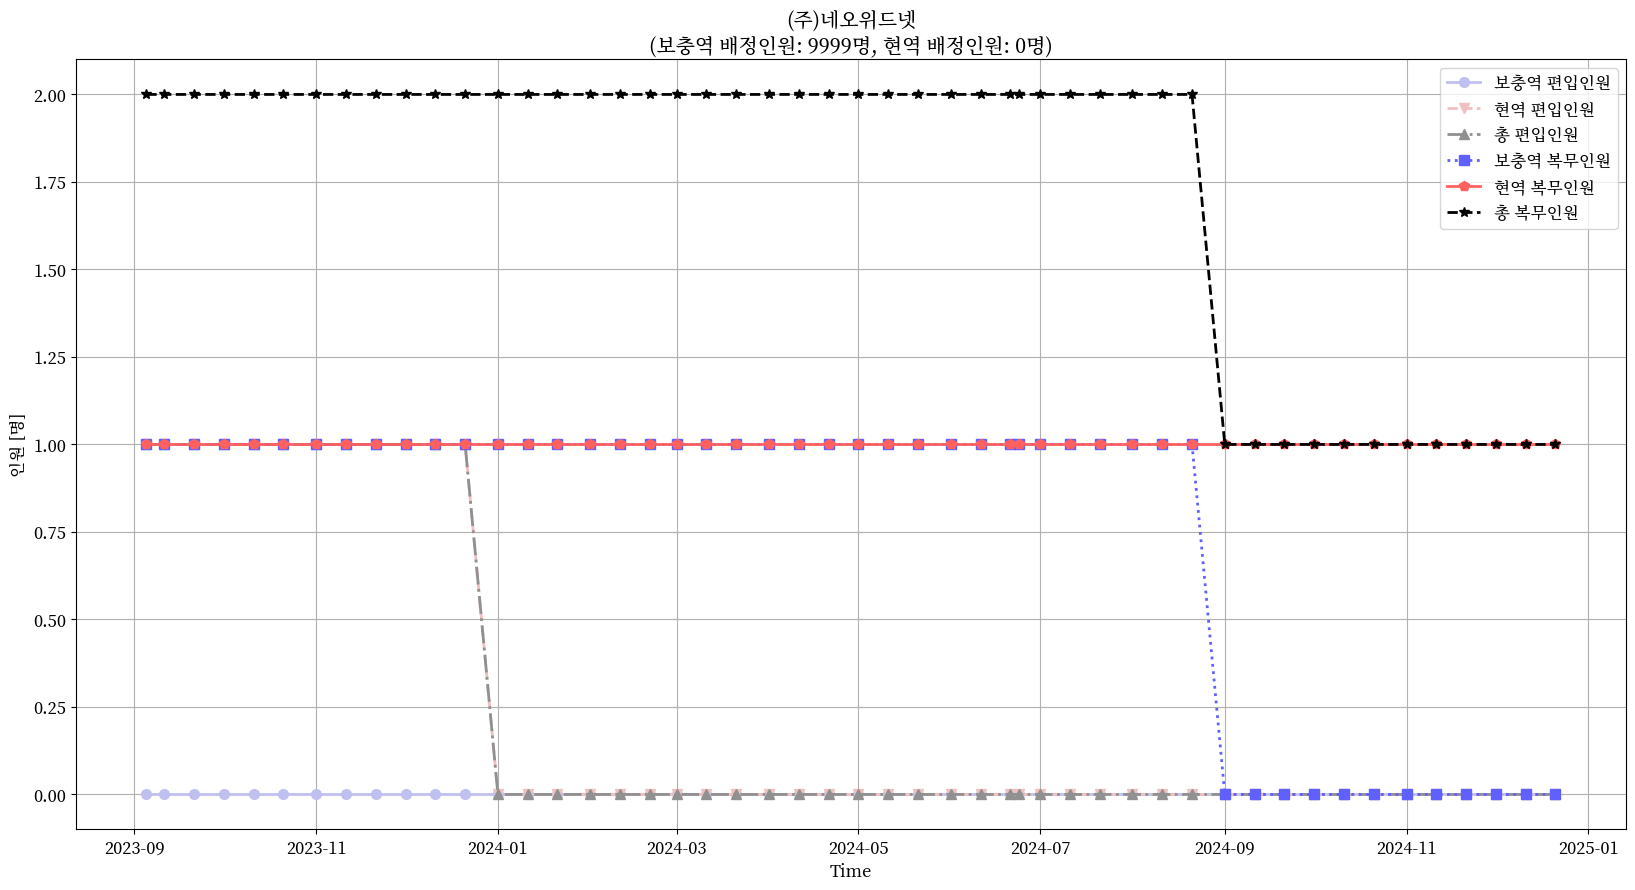 (주)네오위드넷
(보충역 배정인원: 9999명, 현역 배정인원: 0명)
보충역 편입인원
현역 편입인원
총 편입인원
보충역 복무인원
현역 복무인원
총 복무인원
인원 [명]
2.00
1.75
1.50
1.25
1.00
0.75
0.50
0.25
0.00
2023-09
2023-11
2024-01
2024-03
2024-05
2024-07
2024-09
2024-11
2025-01
Time